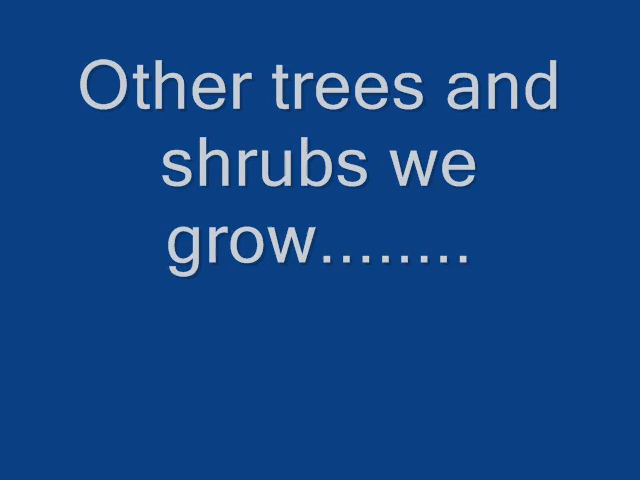 Other trees and
shrubs we
grow........